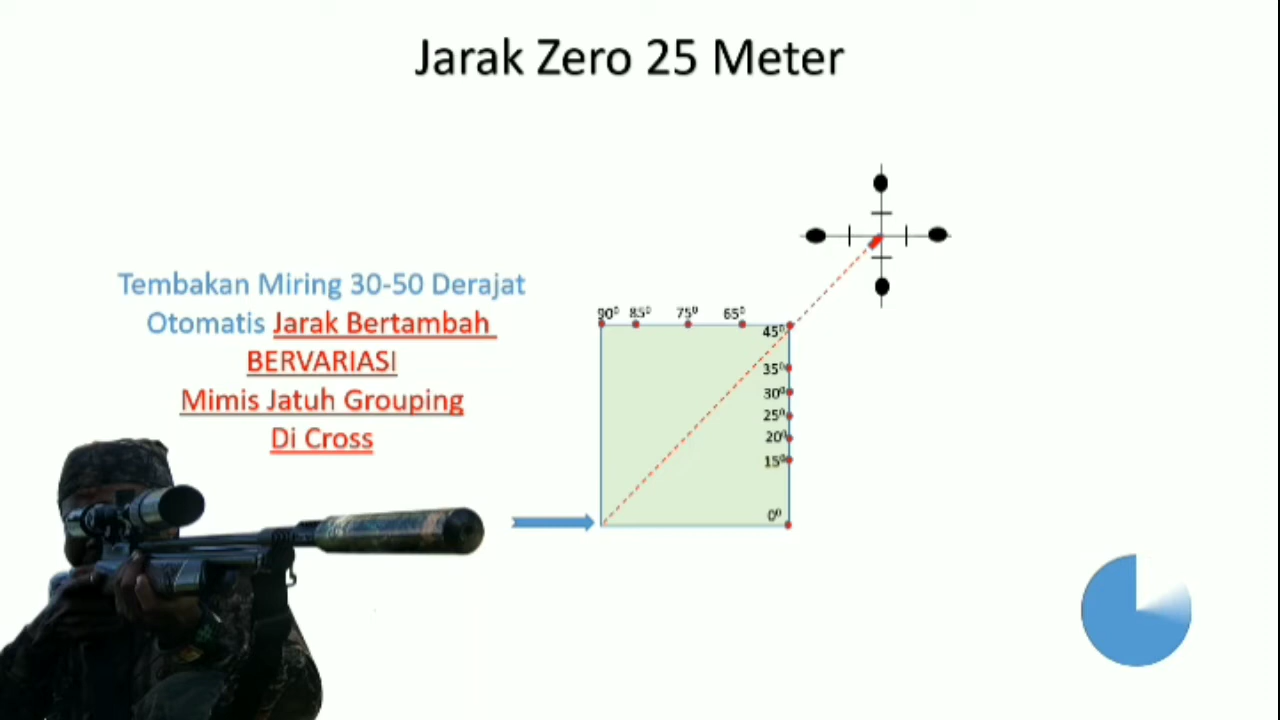 Jarak Zero 25 Meter
Tembakan Miring 30-50 Derajat
Otomatis Jarak Bertambah
BERVARIASI
Mimis Jatuh Grouping
Di Cross
90⁰ 85⁰ 75⁰ 65⁰
45⁰
35⁰
30⁰
25⁰
20⁰
15⁰
0⁰